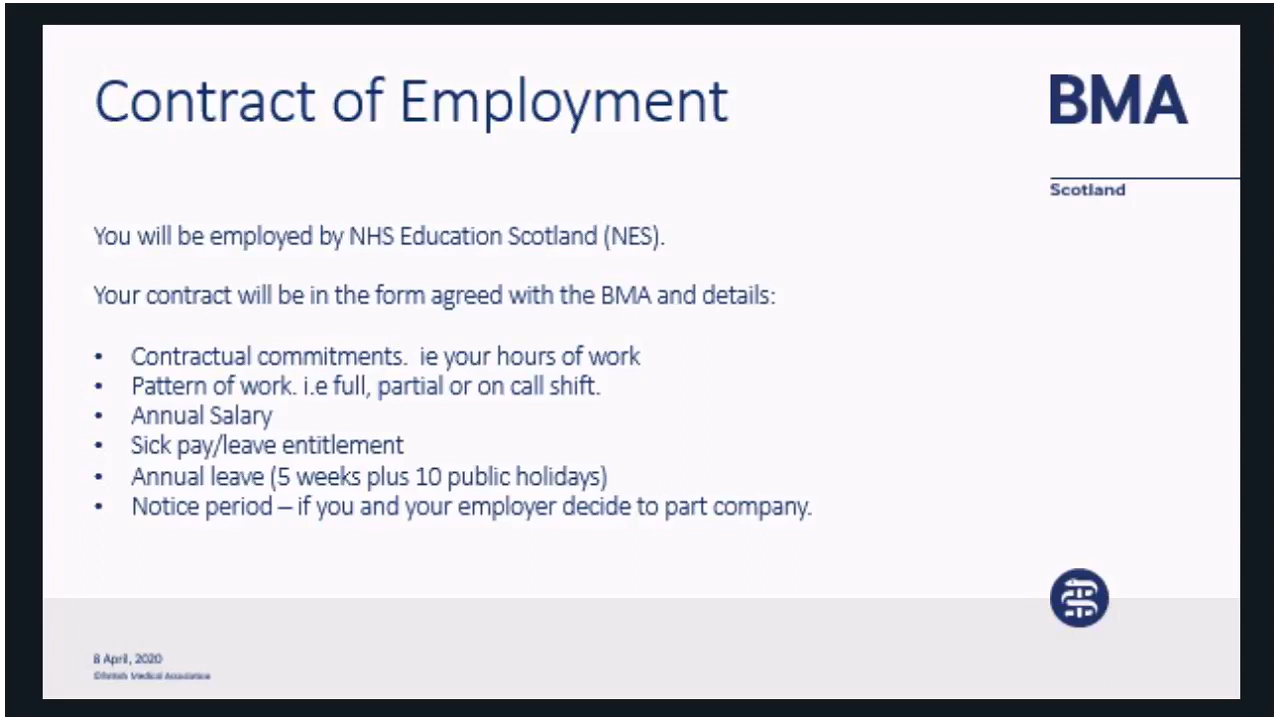 Contract of Employment
BMA
Scotland
You will be employed by NHS Education Scotland (NES).
Your contract will be in the form agreed with the BMA and details:
• Contractual commitments.  ie your hours of work
• Pattern of work. i.e full, partial or on call shift.
• Annual Salary
• Sick pay/leave entitlement
• Annual leave (5 weeks plus 10 public holidays)
• Notice period – if you and your employer decide to part company.
8 April, 2020
©British Medical Association